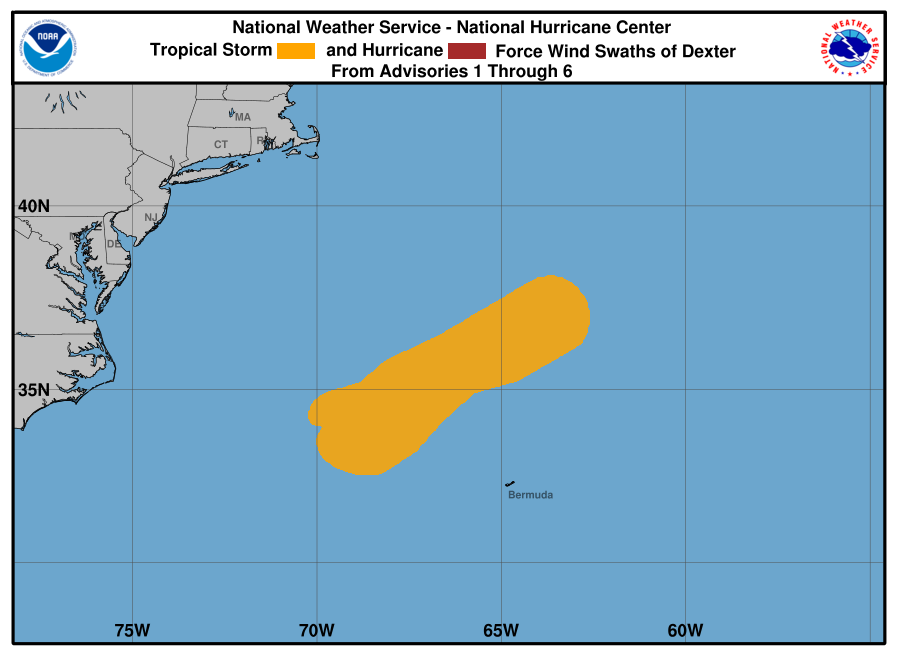 National Weather Service - National Hurricane Center
Tropical Storm and Hurricane Force Wind Swaths of Dexter
From Advisories 1 Through 6
NOAA
NATIONAL WEATHER SERVICE
MA
CT
40N
NJ
DE
35N
Bermuda
75W 70W 65W 60W